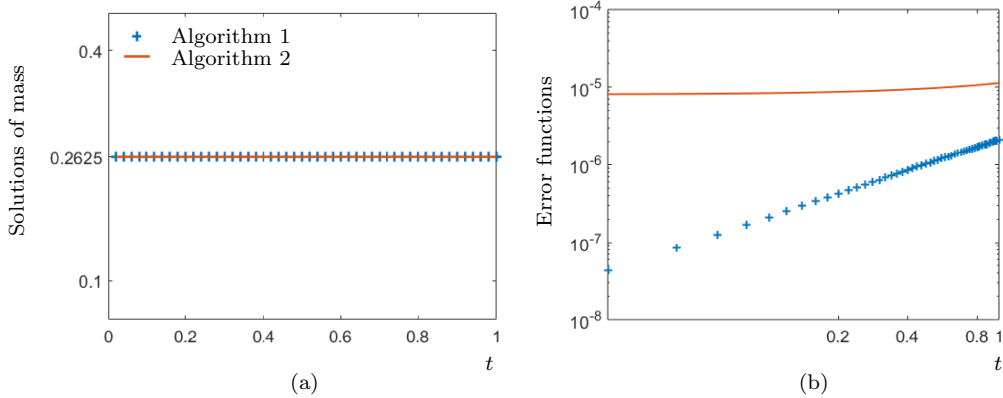 Solutions of mass
0.4
0.2625
0.1
0
0.2
0.4
0.6
0.8
1
t
Algorithm 1
Algorithm 2
(a)
Error functions
10^-4
10^-5
10^-6
10^-7
10^-8
0.2
0.4
0.8
1
t
(b)